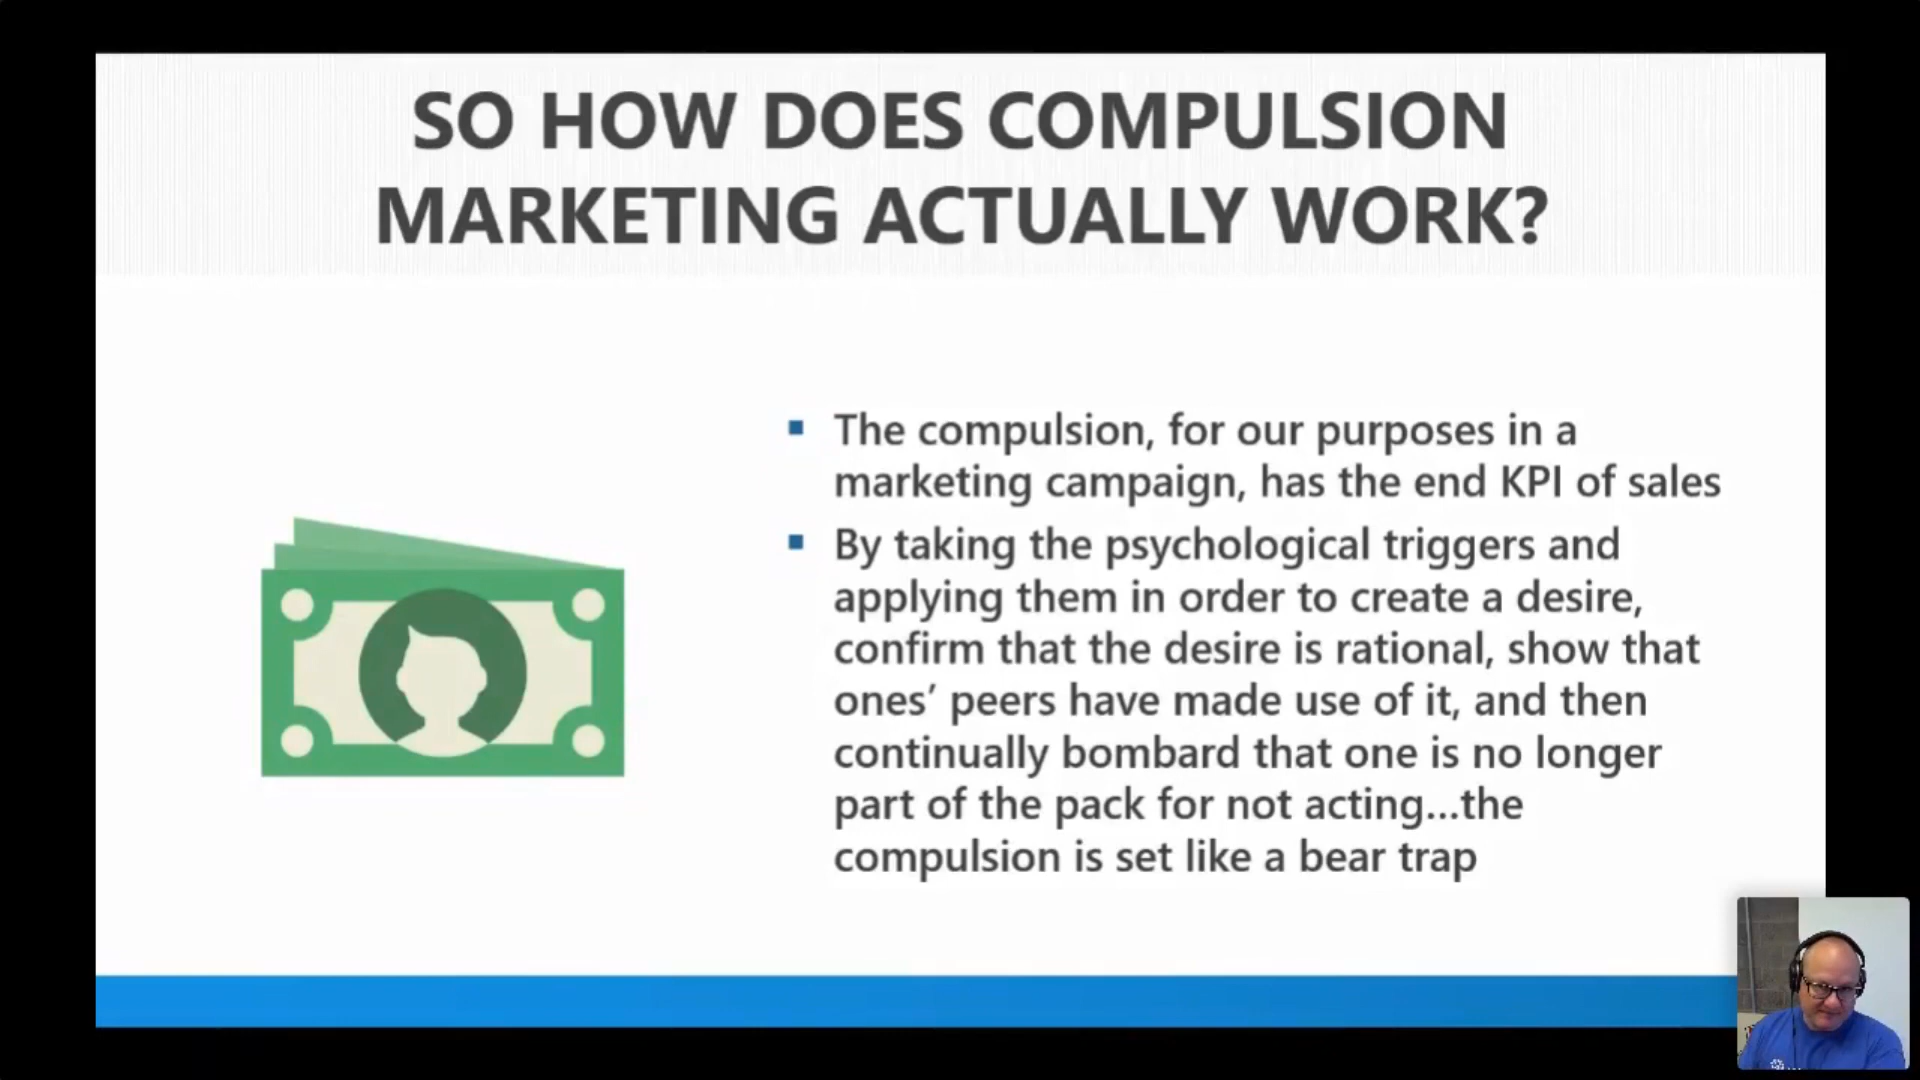 SO HOW DOES COMPULSION
MARKETING ACTUALLY WORK?
The compulsion, for our purposes in a
marketing campaign, has the end KPI of sales
By taking the psychological triggers and
applying them in order to create a desire,
confirm that the desire is rational, show that
ones’ peers have made use of it, and then
continually bombard that one is no longer
part of the pack for not acting...the
compulsion is set like a bear trap